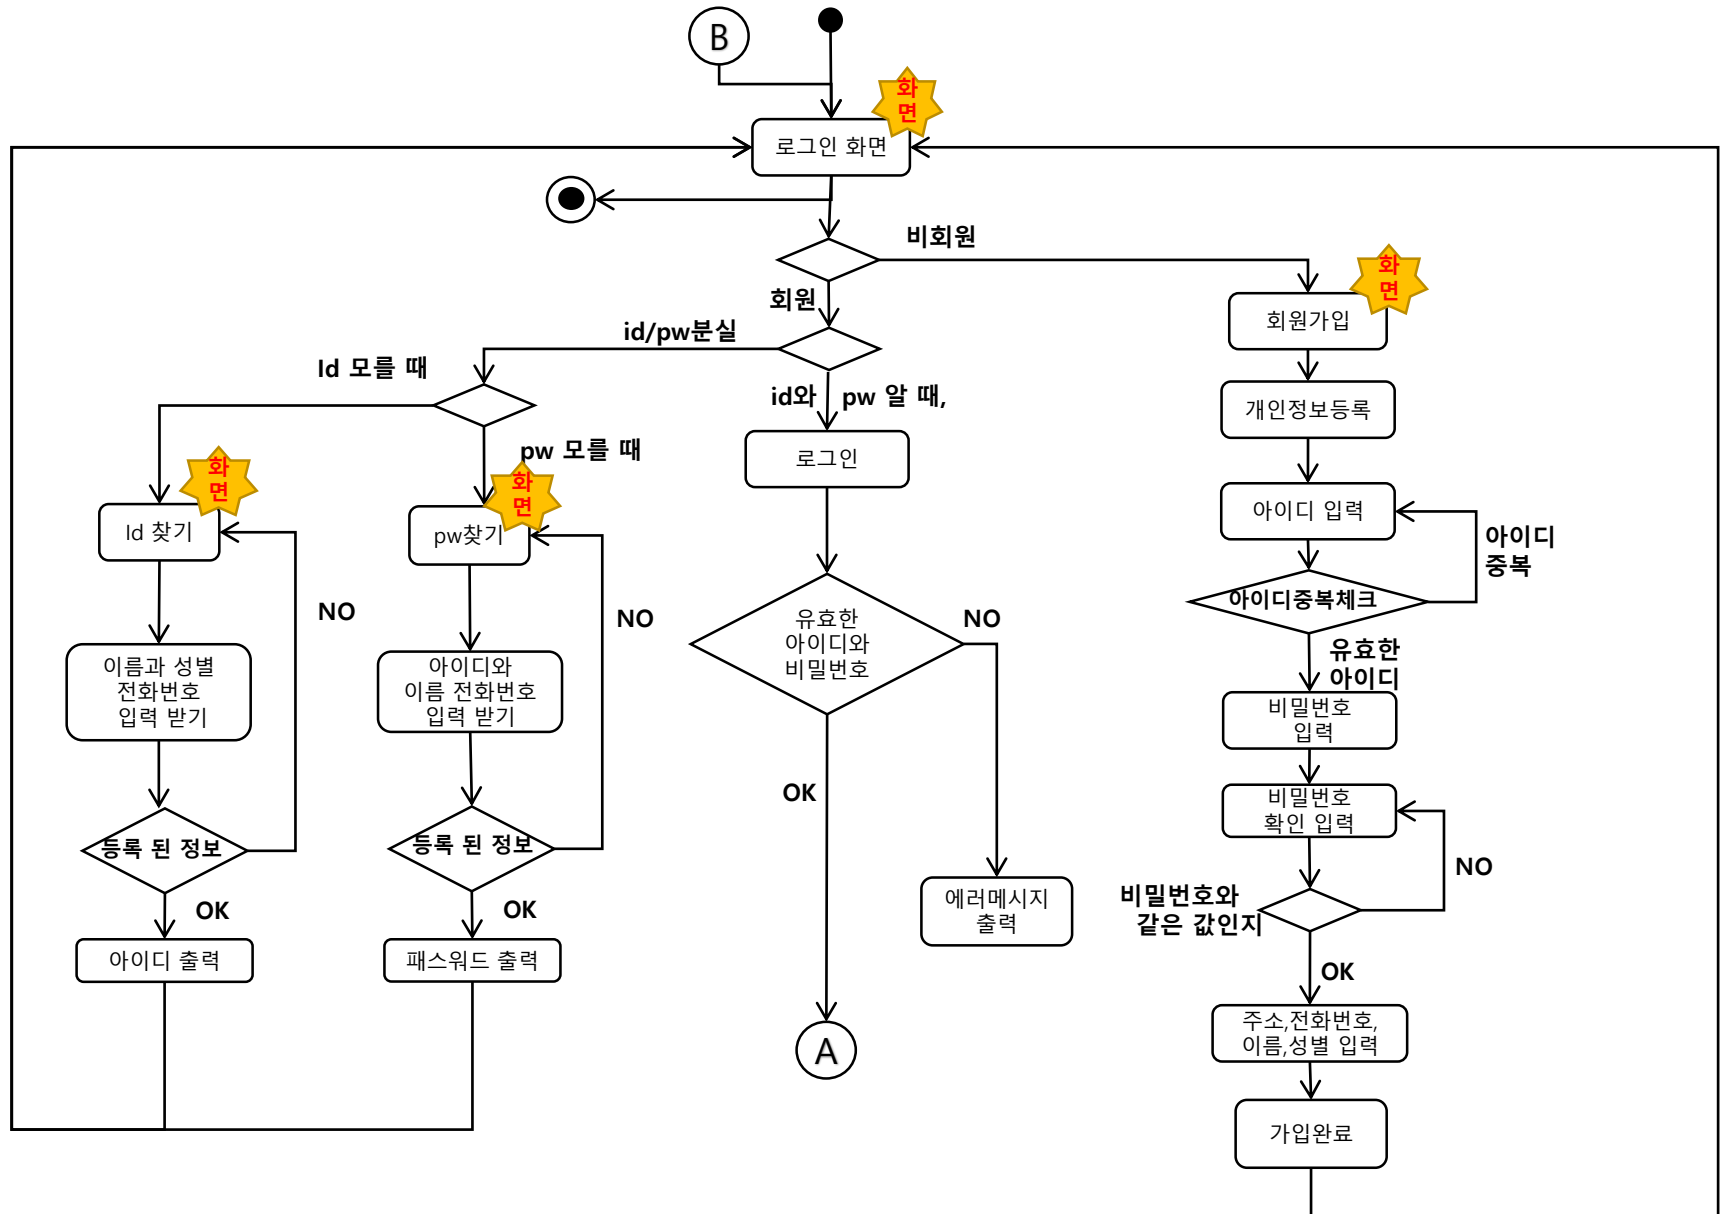 B
화
면
로그인 화면
비회원
화
면
회원
회원가입
id/pw분실
Id 모를 때
id와 pw 알 때,
개인정보등록
pw 모를 때
로그인
화
면
화
면
아이디 입력
Id 찾기
pw찾기
아이디
중복
아이디중복체크
NO
NO
유효한
아이디와
비밀번호
NO
유효한
아이디
이름과 성별
전화번호
입력 받기
아이디와
이름 전화번호
입력 받기
비밀번호
입력
OK
비밀번호
확인 입력
등록 된 정보
등록 된 정보
NO
에러메시지
출력
비밀번호와
같은 값인지
OK
OK
아이디 출력
패스워드 출력
OK
A
주소,전화번호,
이름,성별 입력
가입완료